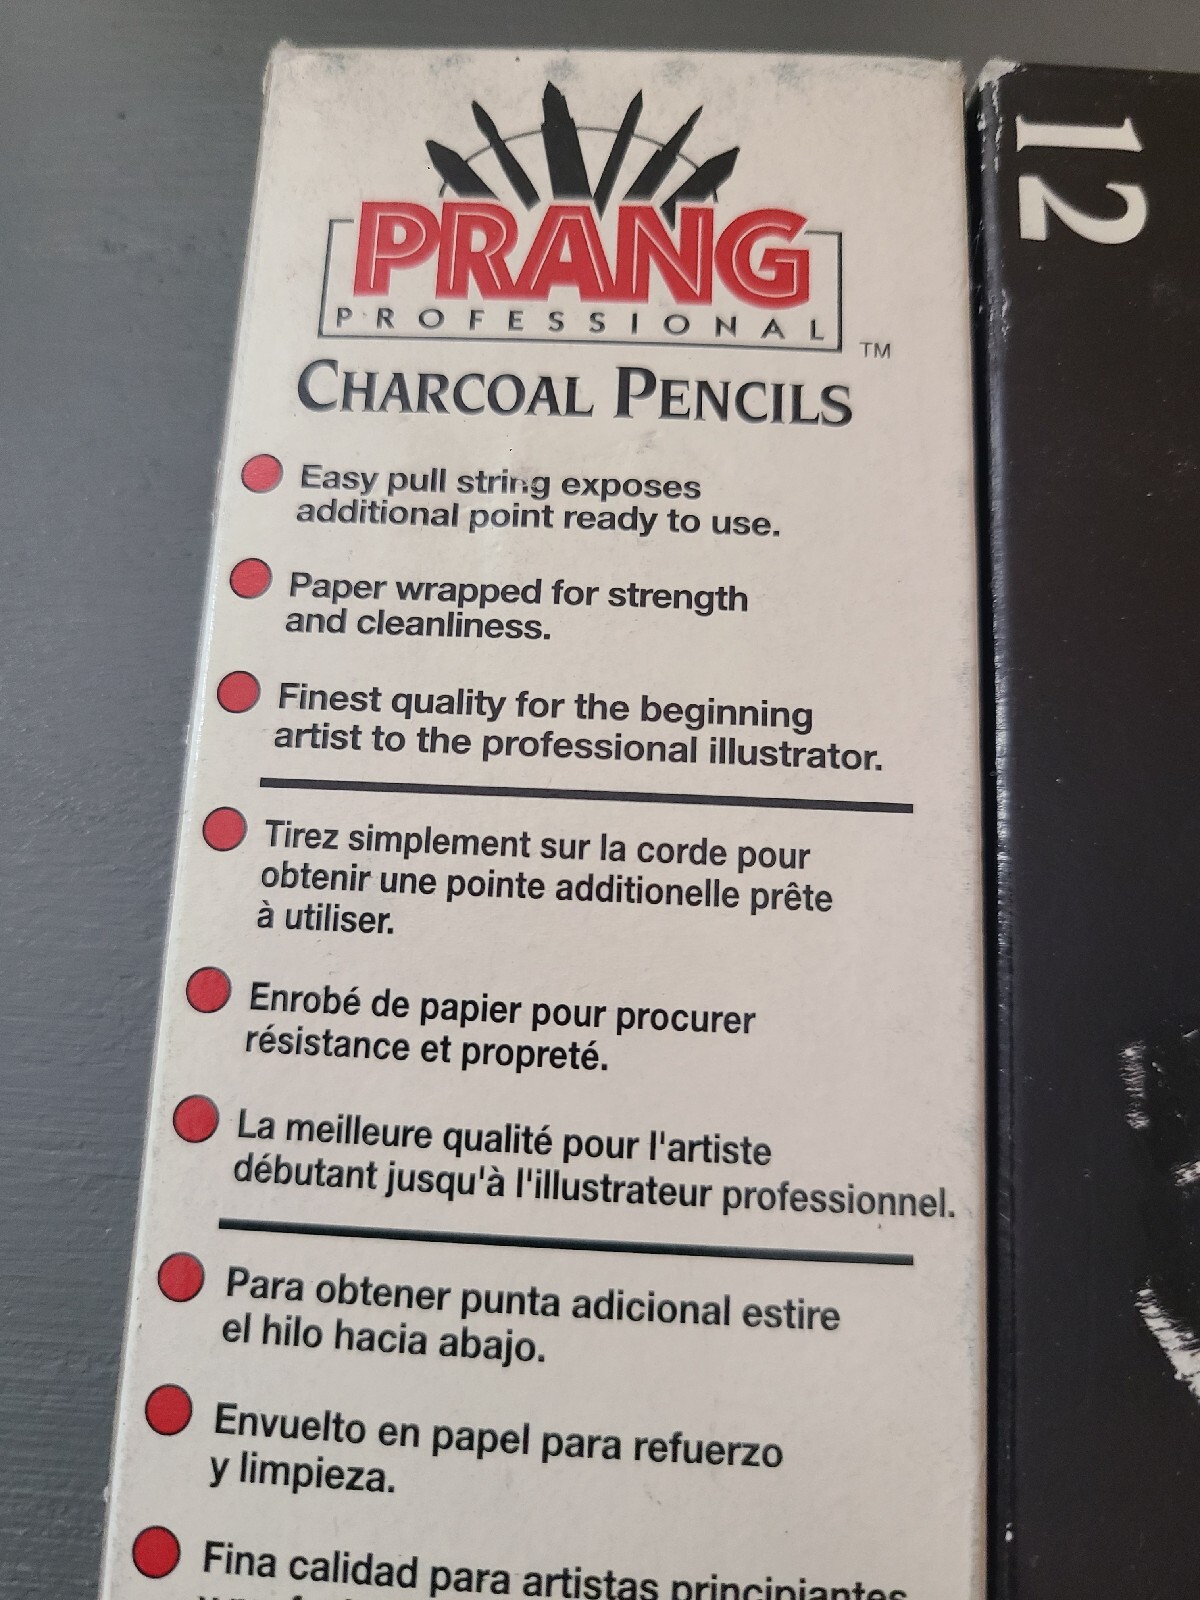 PRANG
PROFESSIONAL
TM
CHARCOAL PENCILS
Easy pull string exposes
additional point ready to use.
Paper wrapped for strength
and cleanliness.
Finest quality for the beginning
artist to the professional illustrator.
Tirez simplement sur la corde pour
obtenir une pointe additionelle prête
à utiliser.
Enrobé de papier pour procurer
résistance et propreté.
La meilleure qualité pour l'artiste
débutant jusqu'à l'illustrateur professionnel.
Para obtener punta adicional estire
el hilo hacia abajo.
Envuelto en papel para refuerzo
y limpieza.
Fina calidad para artistas principiantes
12